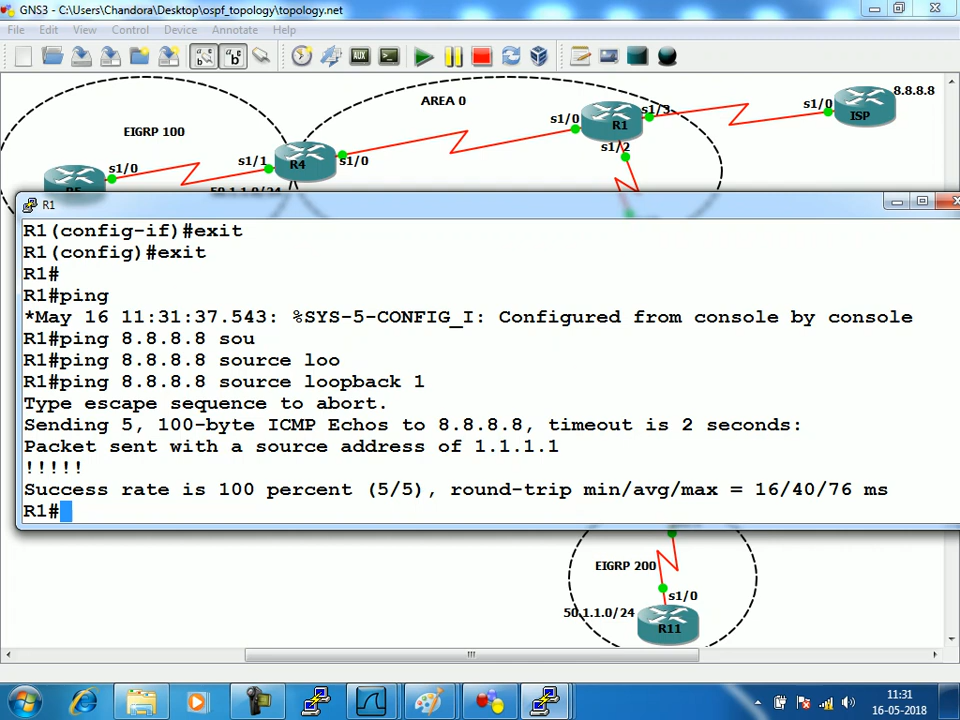 GNS3 - C:\Users\Chandora\Desktop\ospf_topology\topology.net
File Edit View Control Device Annotate Help
AUX
AREA 0
EIGRP 100
s1/0
s1/1
R4
s1/0
50.1.1.0/24
s1/0
R1
s1/3
s1/2
s1/0
ISP
8.8.8.8
R1
R1(config-if)#exit
R1(config)#exit
R1#
R1#ping
*May 16 11:31:37.543: %SYS-5-CONFIG_I: Configured from console by console
R1#ping 8.8.8.8 sou
R1#ping 8.8.8.8 source loo
R1#ping 8.8.8.8 source loopback 1
Type escape sequence to abort.
Sending 5, 100-byte ICMP Echos to 8.8.8.8, timeout is 2 seconds:
Packet sent with a source address of 1.1.1.1
!!!!!
Success rate is 100 percent (5/5), round-trip min/avg/max = 16/40/76 ms
R1#
EIGRP 200
s1/0
50.1.1.0/24
R11
11:31
16-05-2018